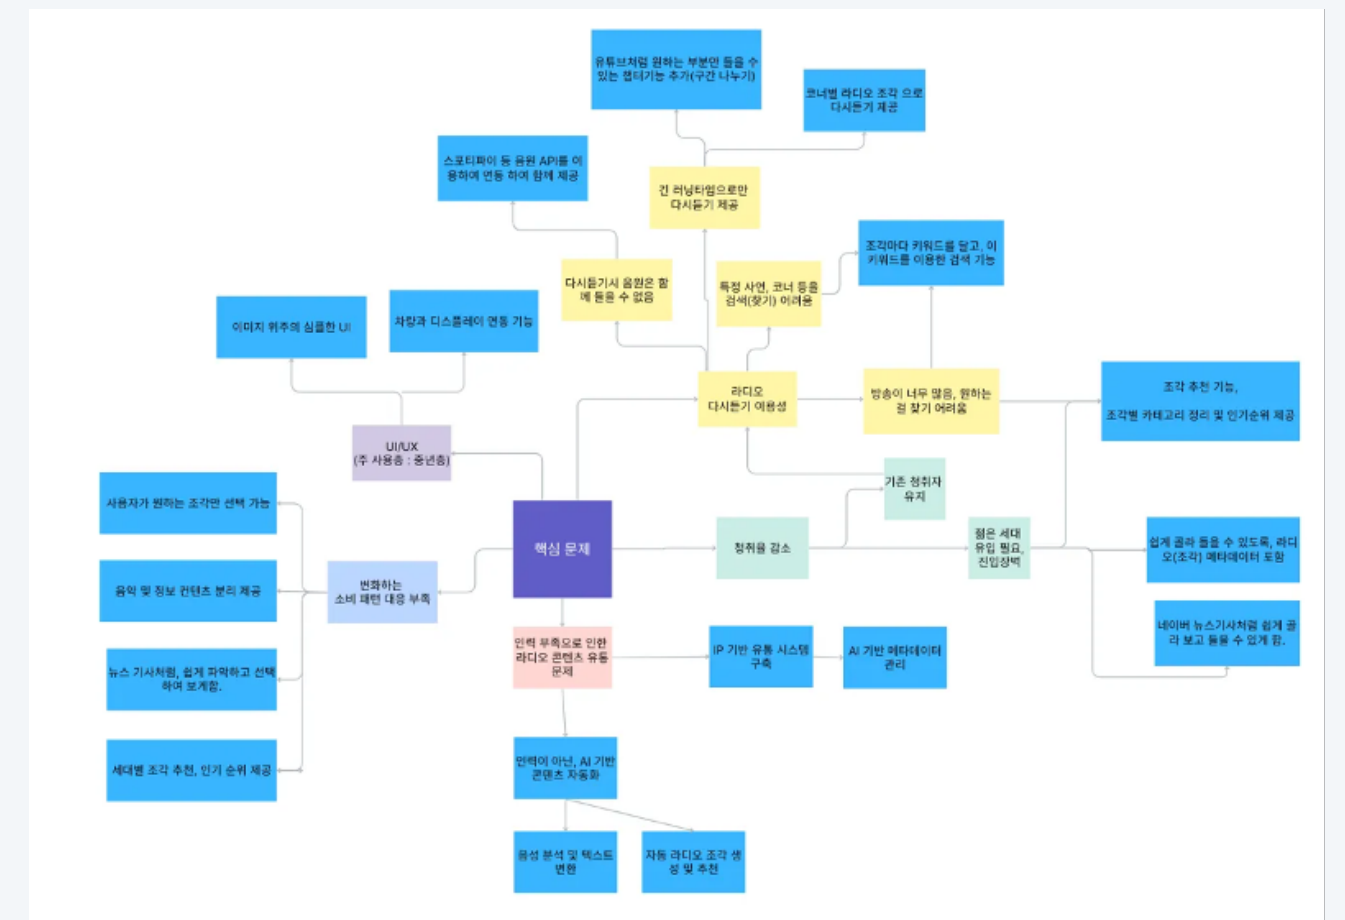 유튜브처럼 원하는 부분만 들을 수
있는 챕터기능 추가(구간 나누기)
코너별 라디오 조각 으로
다시듣기 제공
스포티파이 등 음원 API를 이
용하여 연동 하여 함께 제공
긴 러닝타임으로만
다시듣기 제공
조각마다 키워드를 달고, 이
키워드를 이용한 검색 기능
다시듣기시 음원은 함
께 들을 수 없음
특정 사연, 코너 등을
검색(찾기) 어려움
이미지 위주의 심플한 UI
차량과 디스플레이 연동 기능
라디오
다시듣기 이용성
방송이 너무 많음, 원하는
걸 찾기 어려움
조각 추천 기능,
조각별 카테고리 정리 및 인기순위 제공
UI/UX
(주 사용층 : 중년층)
기존 청취자
유지
사용자가 원하는 조각만 선택 가능
핵심 문제
청취율 감소
젊은 세대
유입 필요,
진입장벽
쉽게 골라 들을 수 있도록, 라디
오(조각) 메타데이터 포함
음악 및 정보 컨텐츠 분리 제공
변화하는
소비 패턴 대응 부족
네이버 뉴스기사처럼 쉽게 골
라 보고 들을 수 있게 함.
인력 부족으로 인한
라디오 콘텐츠 유통
문제
IP 기반 유통 시스템
구축
AI 기반 메타데이터
관리
뉴스 기사처럼, 쉽게 파악하고 선택
하여 보게함.
세대별 조각 추천, 인기 순위 제공
인력이 아닌, AI 기반
콘텐츠 자동화
음성 분석 및 텍스트
변환
자동 라디오 조각 생
성 및 추천